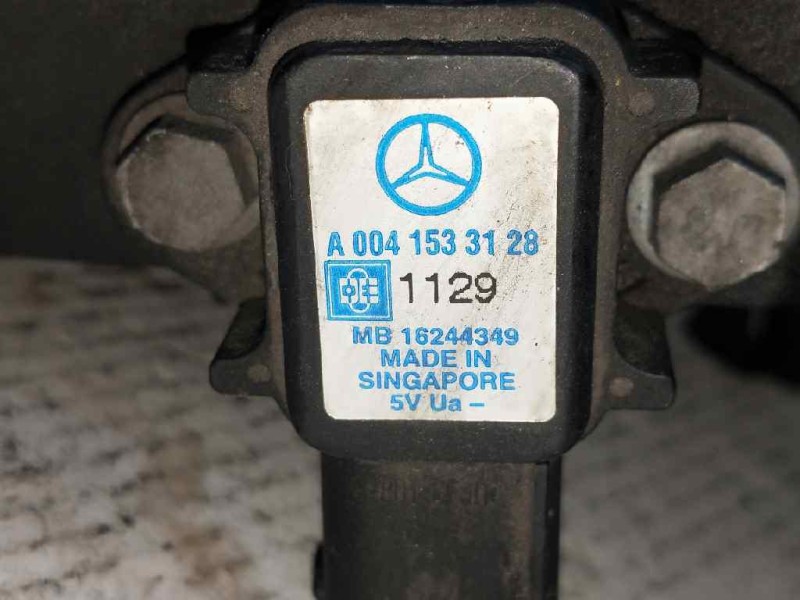 A 004 153 31 28
1129
MB 16244349
MADE IN
SINGAPORE
5V Ua –